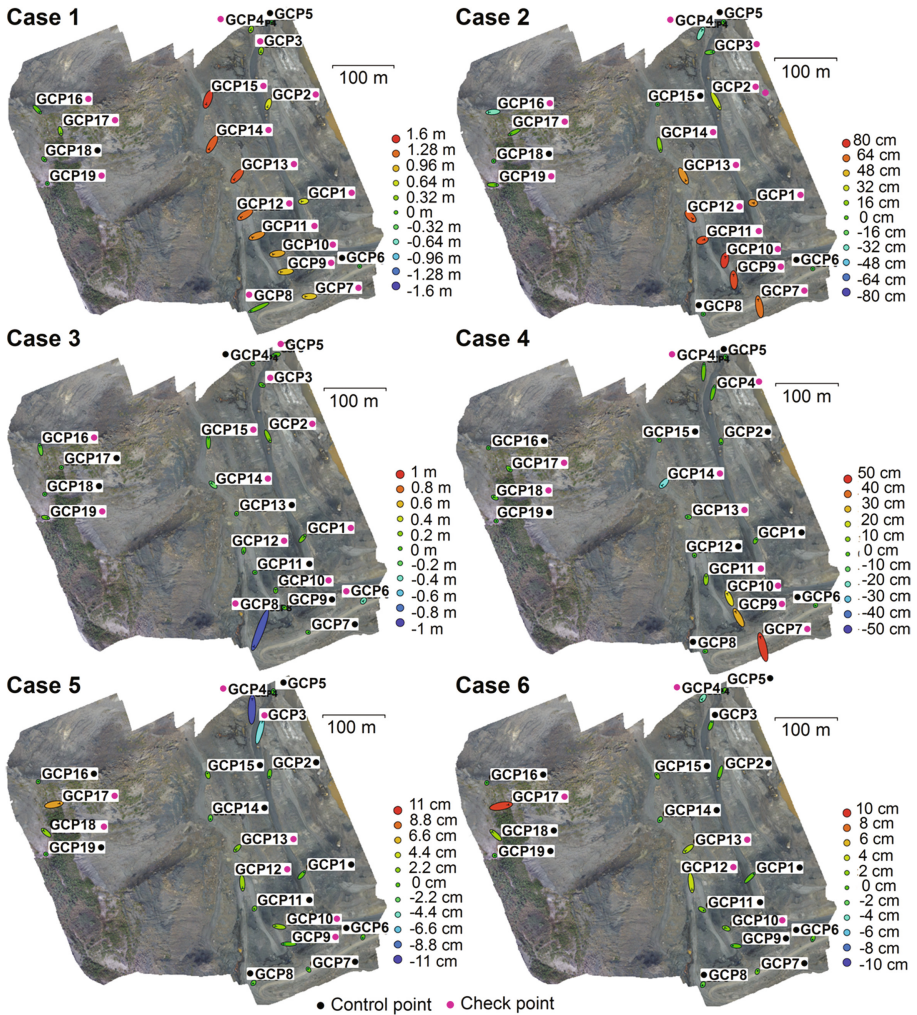 Case 1
GCP4
GCP5
GCP3
100 m
GCP15
GCP2
GCP16
GCP17
GCP14
GCP18
GCP13
GCP19
GCP1
GCP12
GCP11
GCP10
GCP6
GCP9
GCP7
GCP8
1.6 m
1.28 m
0.96 m
0.64 m
0.32 m
0 m
-0.32 m
-0.64 m
-0.96 m
-1.28 m
-1.6 m
Case 2
GCP4
GCP5
GCP3
100 m
GCP2
GCP15
GCP16
GCP17
GCP14
GCP18
GCP13
GCP19
GCP1
GCP12
GCP11
GCP10
GCP6
GCP9
GCP7
GCP8
80 cm
64 cm
48 cm
32 cm
16 cm
0 cm
-16 cm
-32 cm
-48 cm
-64 cm
-80 cm
Case 3
GCP4
GCP5
GCP3
100 m
GCP15
GCP2
GCP16
GCP17
GCP14
GCP18
GCP13
GCP19
GCP1
GCP12
GCP11
GCP10
GCP6
GCP9
GCP8
GCP7
1 m
0.8 m
0.6 m
0.4 m
0.2 m
0 m
-0.2 m
-0.4 m
-0.6 m
-0.8 m
-1 m
Case 4
GCP4
GCP5
GCP4
100 m
GCP15
GCP2
GCP16
GCP17
GCP14
GCP18
GCP13
GCP19
GCP1
GCP12
GCP11
GCP10
GCP6
GCP9
GCP7
GCP8
50 cm
40 cm
30 cm
20 cm
10 cm
0 cm
-10 cm
-20 cm
-30 cm
-40 cm
-50 cm
Case 5
GCP4
GCP5
GCP3
100 m
GCP15
GCP2
GCP16
GCP17
GCP14
GCP18
GCP13
GCP19
GCP1
GCP12
GCP11
GCP10
GCP6
GCP9
GCP7
GCP8
11 cm
8.8 cm
6.6 cm
4.4 cm
2.2 cm
0 cm
-2.2 cm
-4.4 cm
-6.6 cm
-8.8 cm
-11 cm
Case 6
GCP4
GCP5
GCP3
100 m
GCP15
GCP2
GCP16
GCP17
GCP14
GCP18
GCP13
GCP19
GCP1
GCP12
GCP11
GCP10
GCP6
GCP9
GCP7
GCP8
10 cm
8 cm
6 cm
4 cm
2 cm
0 cm
-2 cm
-4 cm
-6 cm
-8 cm
-10 cm
Control point
Check point